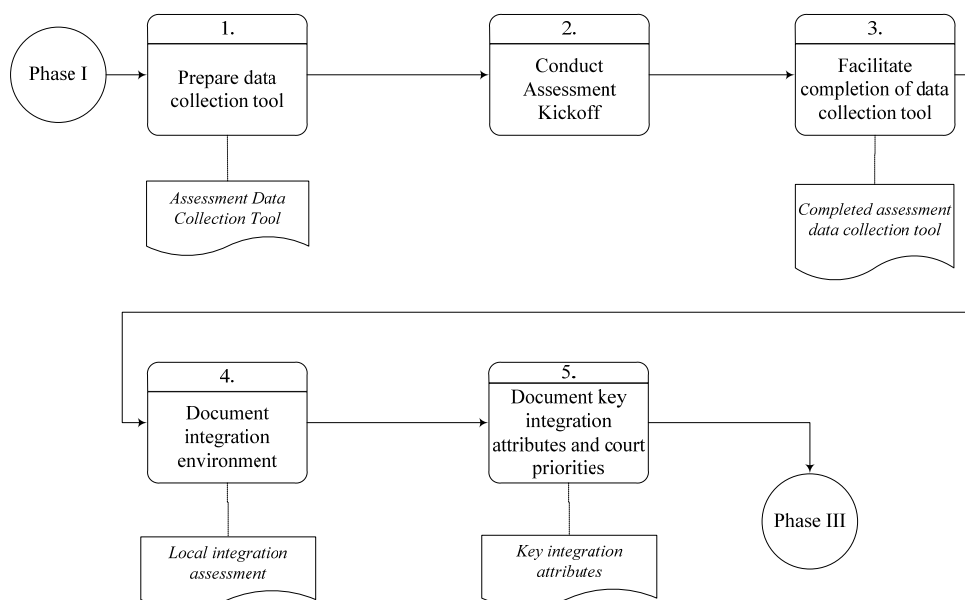 Phase I
1.
Prepare data
collection tool
Assessment Data
Collection Tool
2.
Conduct
Assessment
Kickoff
3.
Facilitate
completion of data
collection tool
Completed assessment
data collection tool
4.
Document
integration
environment
Local integration
assessment
5.
Document key
integration
attributes and court
priorities
Key integration
attributes
Phase III